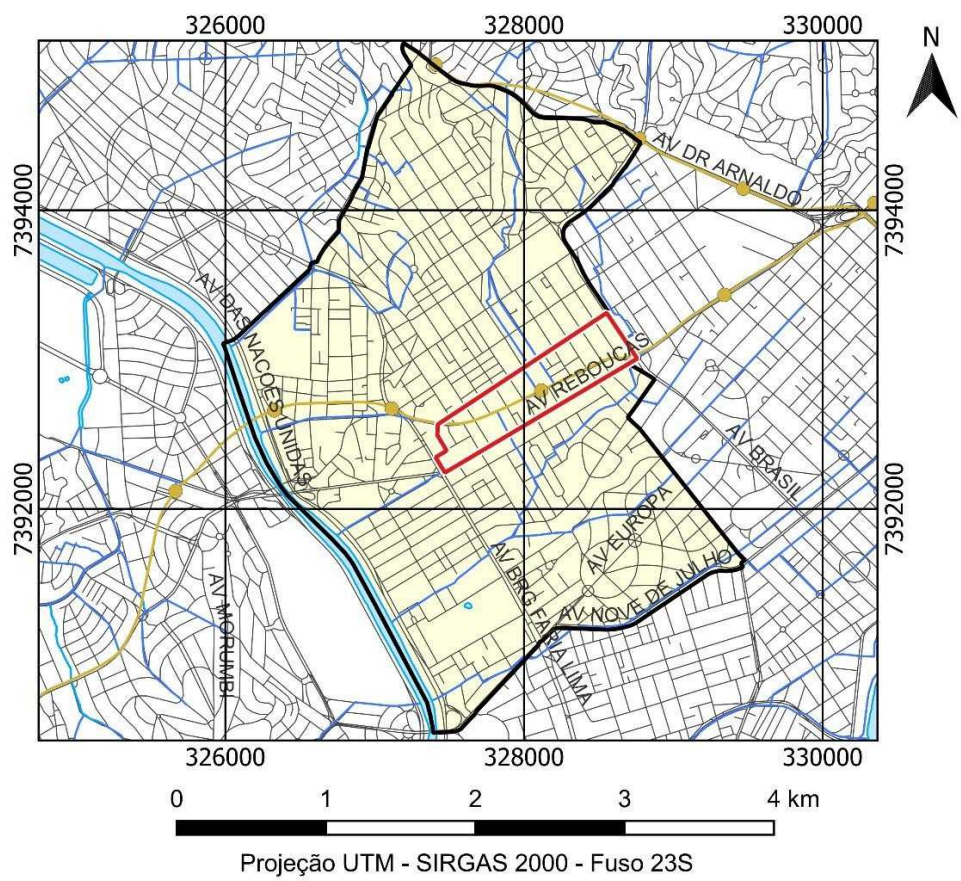 326000 328000 330000
N
AV DR ARNALDO
7394000 7394000
AV DAS NACOES UNIDAS
AV REBOUCAS
AV BRASIL
7392000 7392000
AV EUROPA
AV BRG FARIA LIMA
AV NOVE DE JULHO
AV MORUMBI
326000 328000 330000
0 1 2 3 4 km
Projeção UTM - SIRGAS 2000 - Fuso 23S